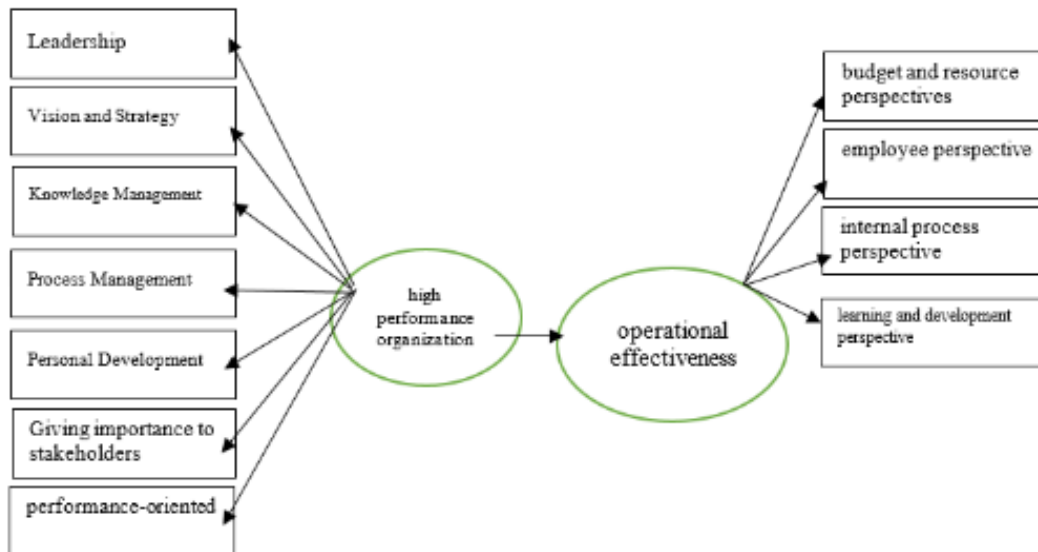 Leadership
Vision and Strategy
Knowledge Management
Process Management
Personal Development
Giving importance to
stakeholders
performance-oriented
high
performance
organization
operational
effectiveness
budget and resource
perspectives
employee perspective
internal process
perspective
learning and development
perspective